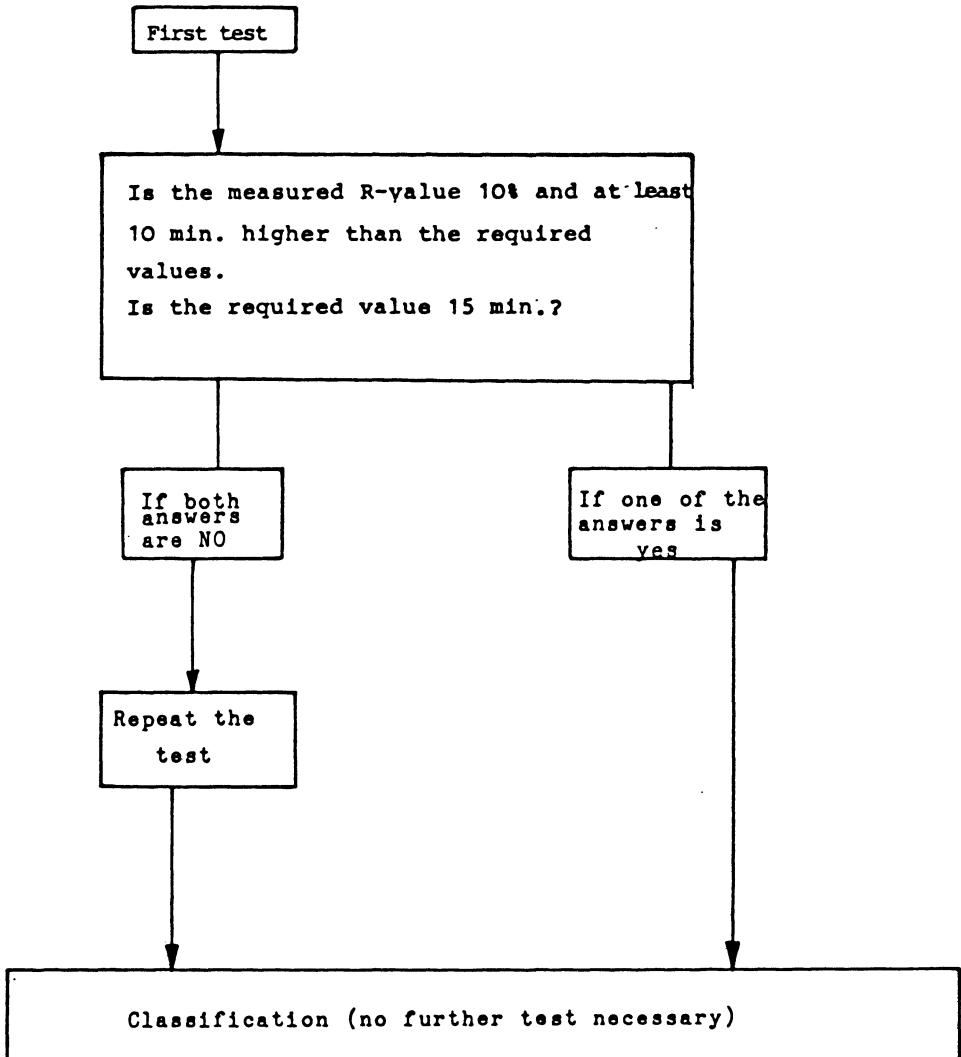 First test
Is the measured R-value 10% and at least
10 min. higher than the required
values.
Is the required value 15 min.?
If both
answers
are NO
If one of the
answers is
yes
Repeat the
test
Classification (no further test necessary)